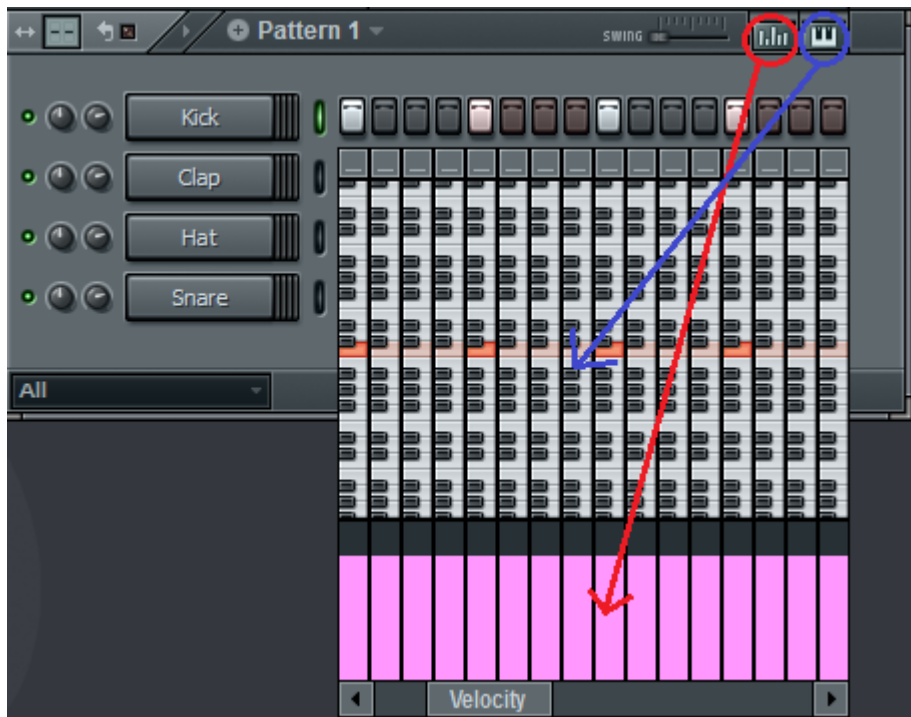 Pattern 1
SWING
Kick
Clap
Hat
Snare
All
Velocity